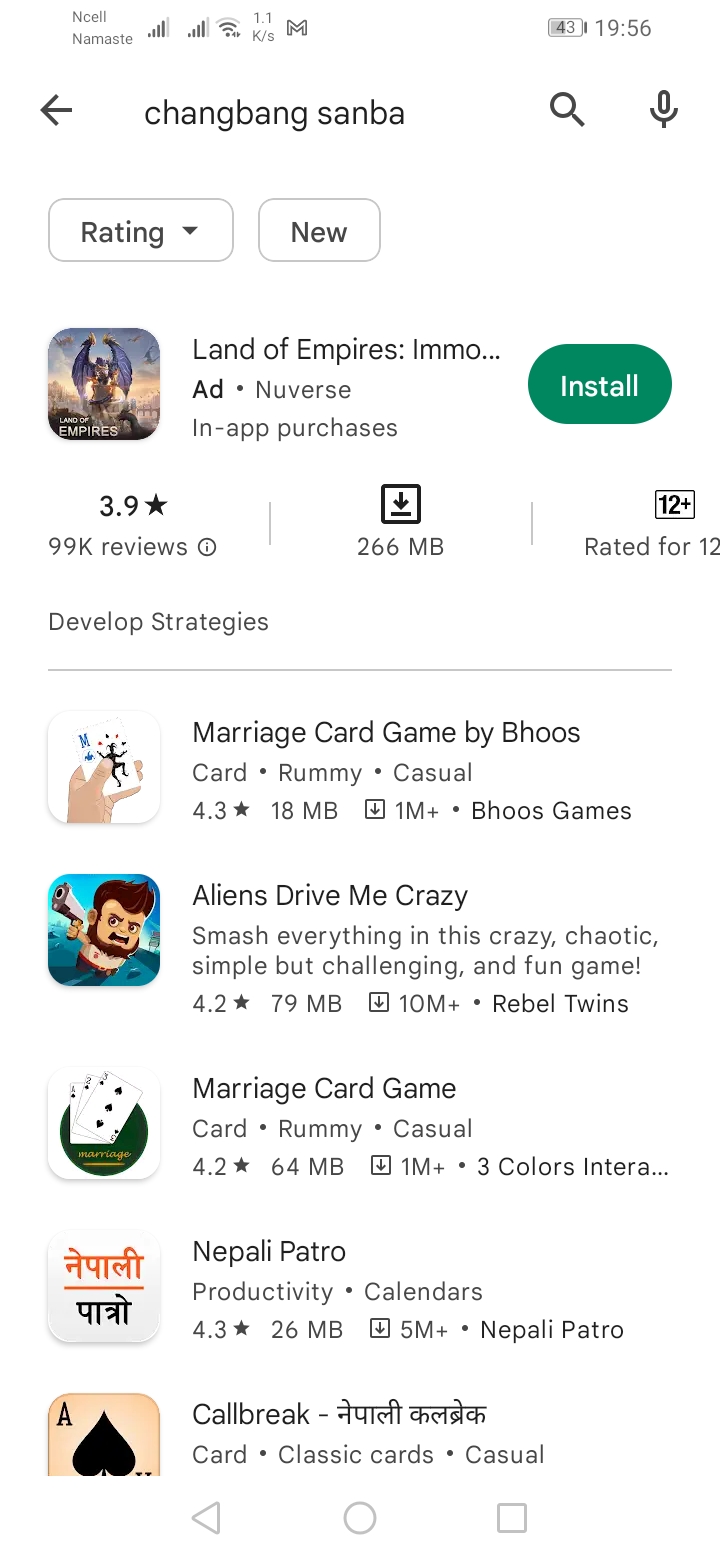 Ncell
Namaste
1.1
K/s
43
19:56
changbang sanba
Rating
New
Land of Empires: Immo...
Ad • Nuverse
In-app purchases
Install
LAND OF
EMPIRES
3.9★
99K reviews
266 MB
12+
Rated for 12
Develop Strategies
Marriage Card Game by Bhoos
Card • Rummy • Casual
4.3★ 18 MB 1M+ • Bhoos Games
M
Aliens Drive Me Crazy
Smash everything in this crazy, chaotic,
simple but challenging, and fun game!
4.2★ 79 MB 10M+ • Rebel Twins
A 2 3
marriage
Marriage Card Game
Card • Rummy • Casual
4.2★ 64 MB 1M+ • 3 Colors Intera...
नेपाली
पात्रो
Nepali Patro
Productivity • Calendars
4.3★ 26 MB 5M+ • Nepali Patro
A
Callbreak - नेपाली कलब्रेक
Card • Classic cards • Casual